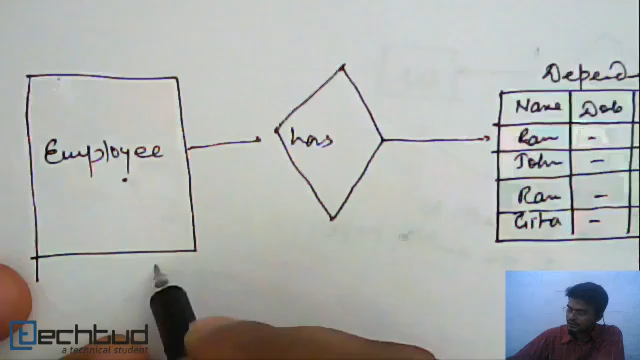 Employee
has
Depend
Name Dob
Ram -
John -
Ram -
Gita -
techtud
a technical student